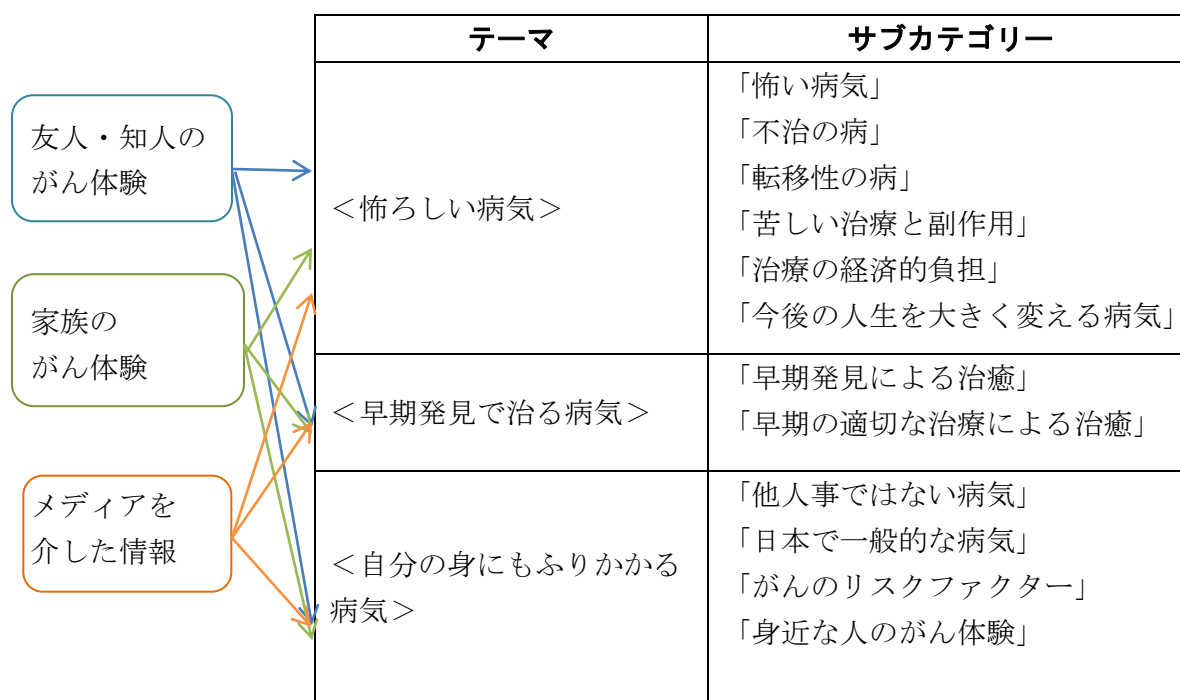 友人・知人の
がん体験
家族の
がん体験
メディアを
介した情報
テーマ
サブカテゴリー
＜怖ろしい病気＞
「怖い病気」
「不治の病」
「転移性の病」
「苦しい治療と副作用」
「治療の経済的負担」
「今後の人生を大きく変える病気」
＜早期発見で治る病気＞
「早期発見による治癒」
「早期の適切な治療による治癒」
＜自分の身にもふりかかる
病気＞
「他人事ではない病気」
「日本で一般的な病気」
「がんのリスクファクター」
「身近な人のがん体験」